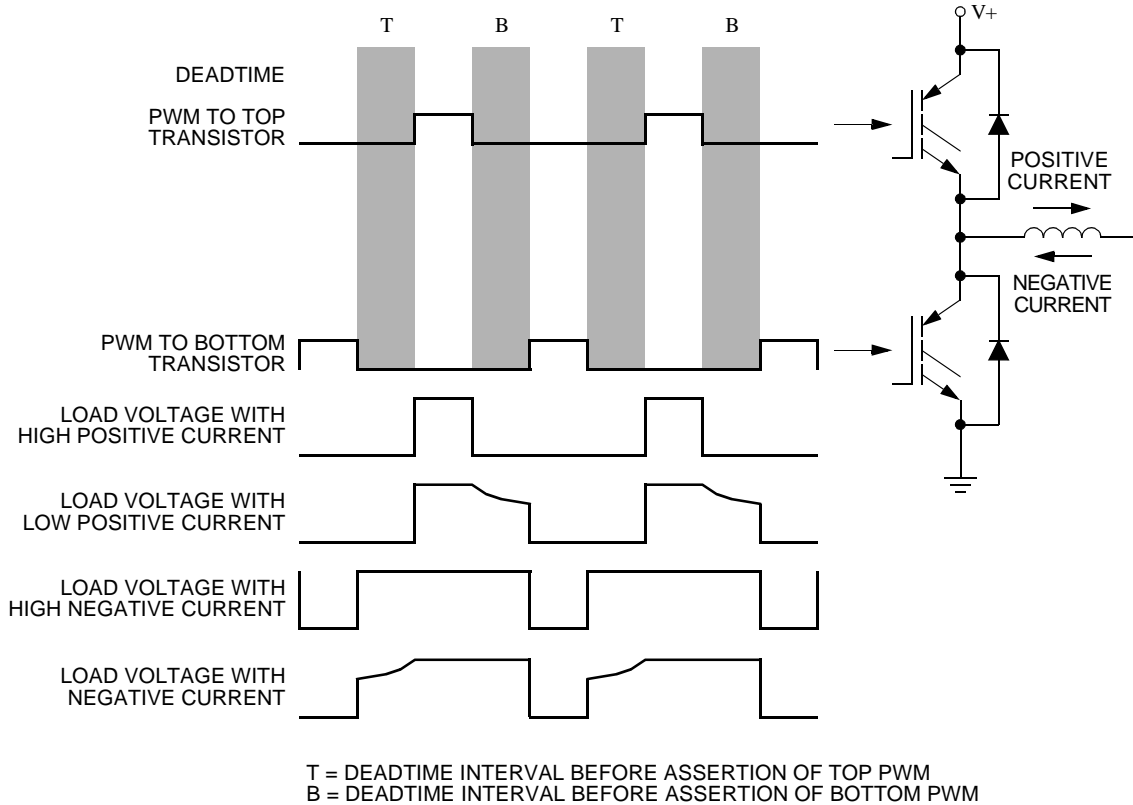 T B T B
V+
DEADTIME
PWM TO TOP
TRANSISTOR
POSITIVE
CURRENT
NEGATIVE
CURRENT
PWM TO BOTTOM
TRANSISTOR
LOAD VOLTAGE WITH
HIGH POSITIVE CURRENT
LOAD VOLTAGE WITH
LOW POSITIVE CURRENT
LOAD VOLTAGE WITH
HIGH NEGATIVE CURRENT
LOAD VOLTAGE WITH
NEGATIVE CURRENT
T = DEADTIME INTERVAL BEFORE ASSERTION OF TOP PWM
B = DEADTIME INTERVAL BEFORE ASSERTION OF BOTTOM PWM